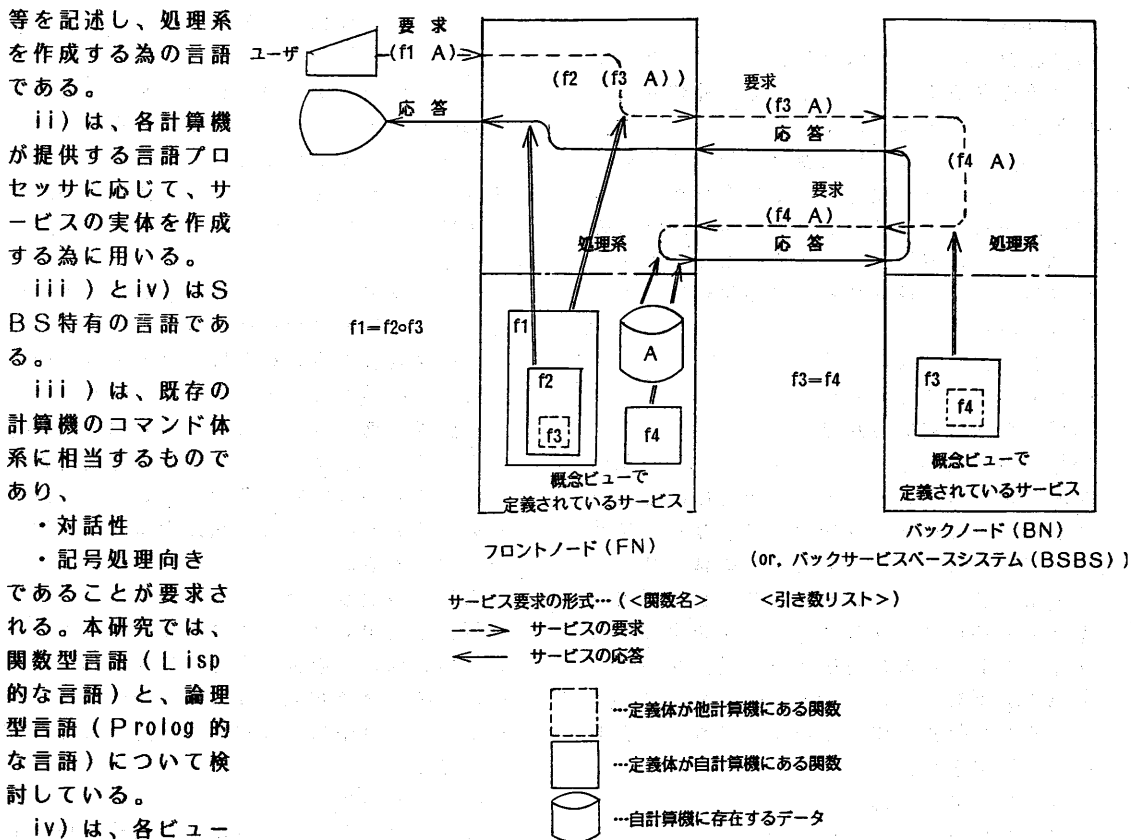 等を記述し、処理系
を作成する為の言語
である。
ii)は、各計算機
が提供する言語プロ
セッサに応じて、サ
ービスの実体を作成
する為に用いる。
iii )とiv)はS
BS特有の言語であ
る。
iii )は、既存の
計算機のコマンド体
系に相当するもので
あり、
・対話性
・記号処理向き
であることが要求さ
れる。本研究では、
関数型言語(Lisp
的な言語)と、論理
型言語(Prolog 的
な言語)について検
討している。
iv)は、各ビュー
ユーザ
要 求
(f1 A)
応 答
(f2 (f3 A))
要求
(f3 A)
応 答
(f4 A)
要求
(f4 A)
応 答
処理系
処理系
f1=f2∘f3
f1
f2
f3
A
f4
概念ビューで
定義されているサービス
f3=f4
f3
f4
概念ビューで
定義されているサービス
フロントノード(FN)
バックノード(BN)
(or, バックサービスベースシステム(BSBS))
サービス要求の形式…(<関数名> <引き数リスト>)
サービスの要求
サービスの応答
…定義体が他計算機にある関数
…定義体が自計算機にある関数
…自計算機に存在するデータ